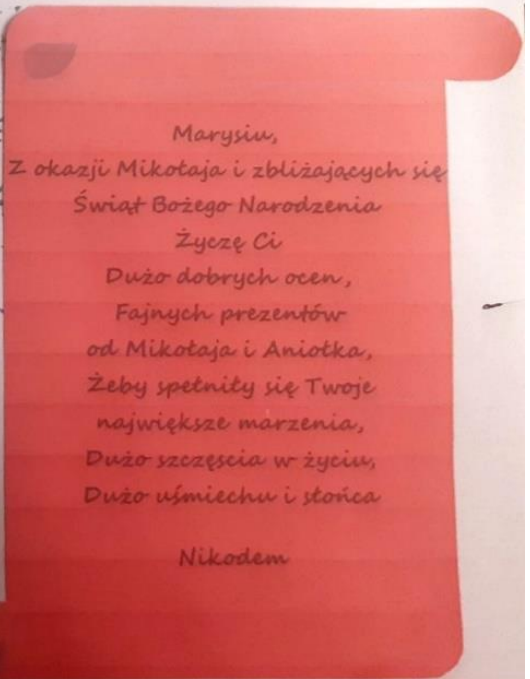 Marysiu,
Z okazji Mikołaja i zbliżających się
Świąt Bożego Narodzenia
Życzę Ci
Dużo dobrych ocen,
Fajnych prezentów
od Mikołaja i Aniołka,
Żeby spełniły się Twoje
największe marzenia,
Dużo szczęscia w życiu,
Dużo uśmiechu i słońca
Nikodem